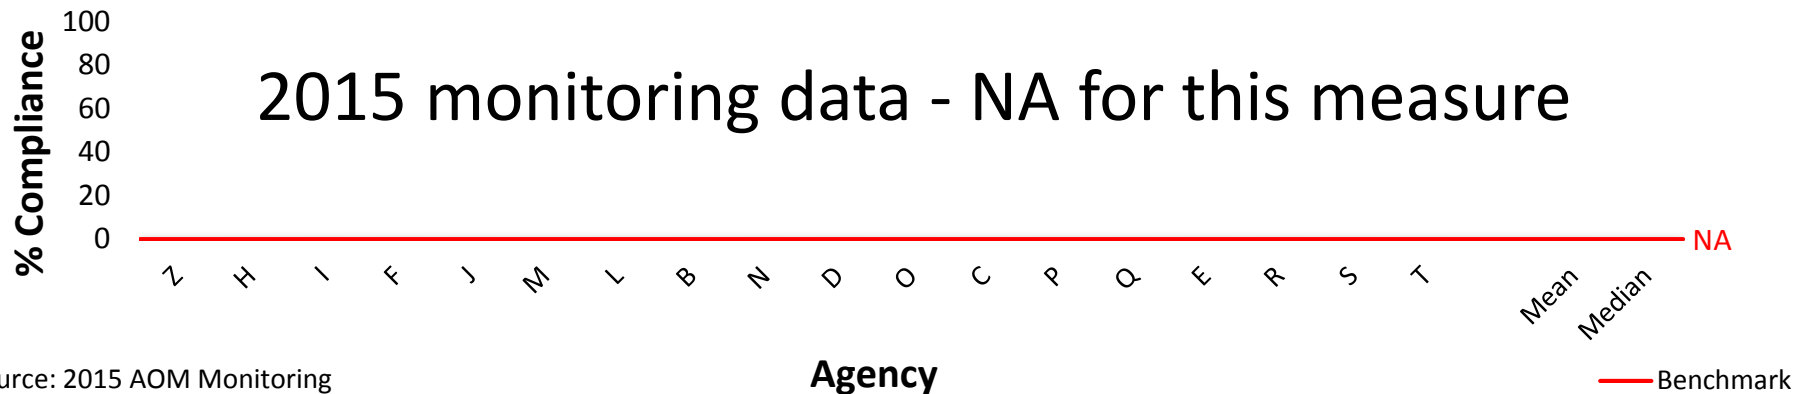 % Compliance
100
80
60
40
20
0
2015 monitoring data - NA for this measure
NA
Z H I F J M L B N D O C P Q E R S T Mean Median
Agency
urce: 2015 AOM Monitoring
Benchmark